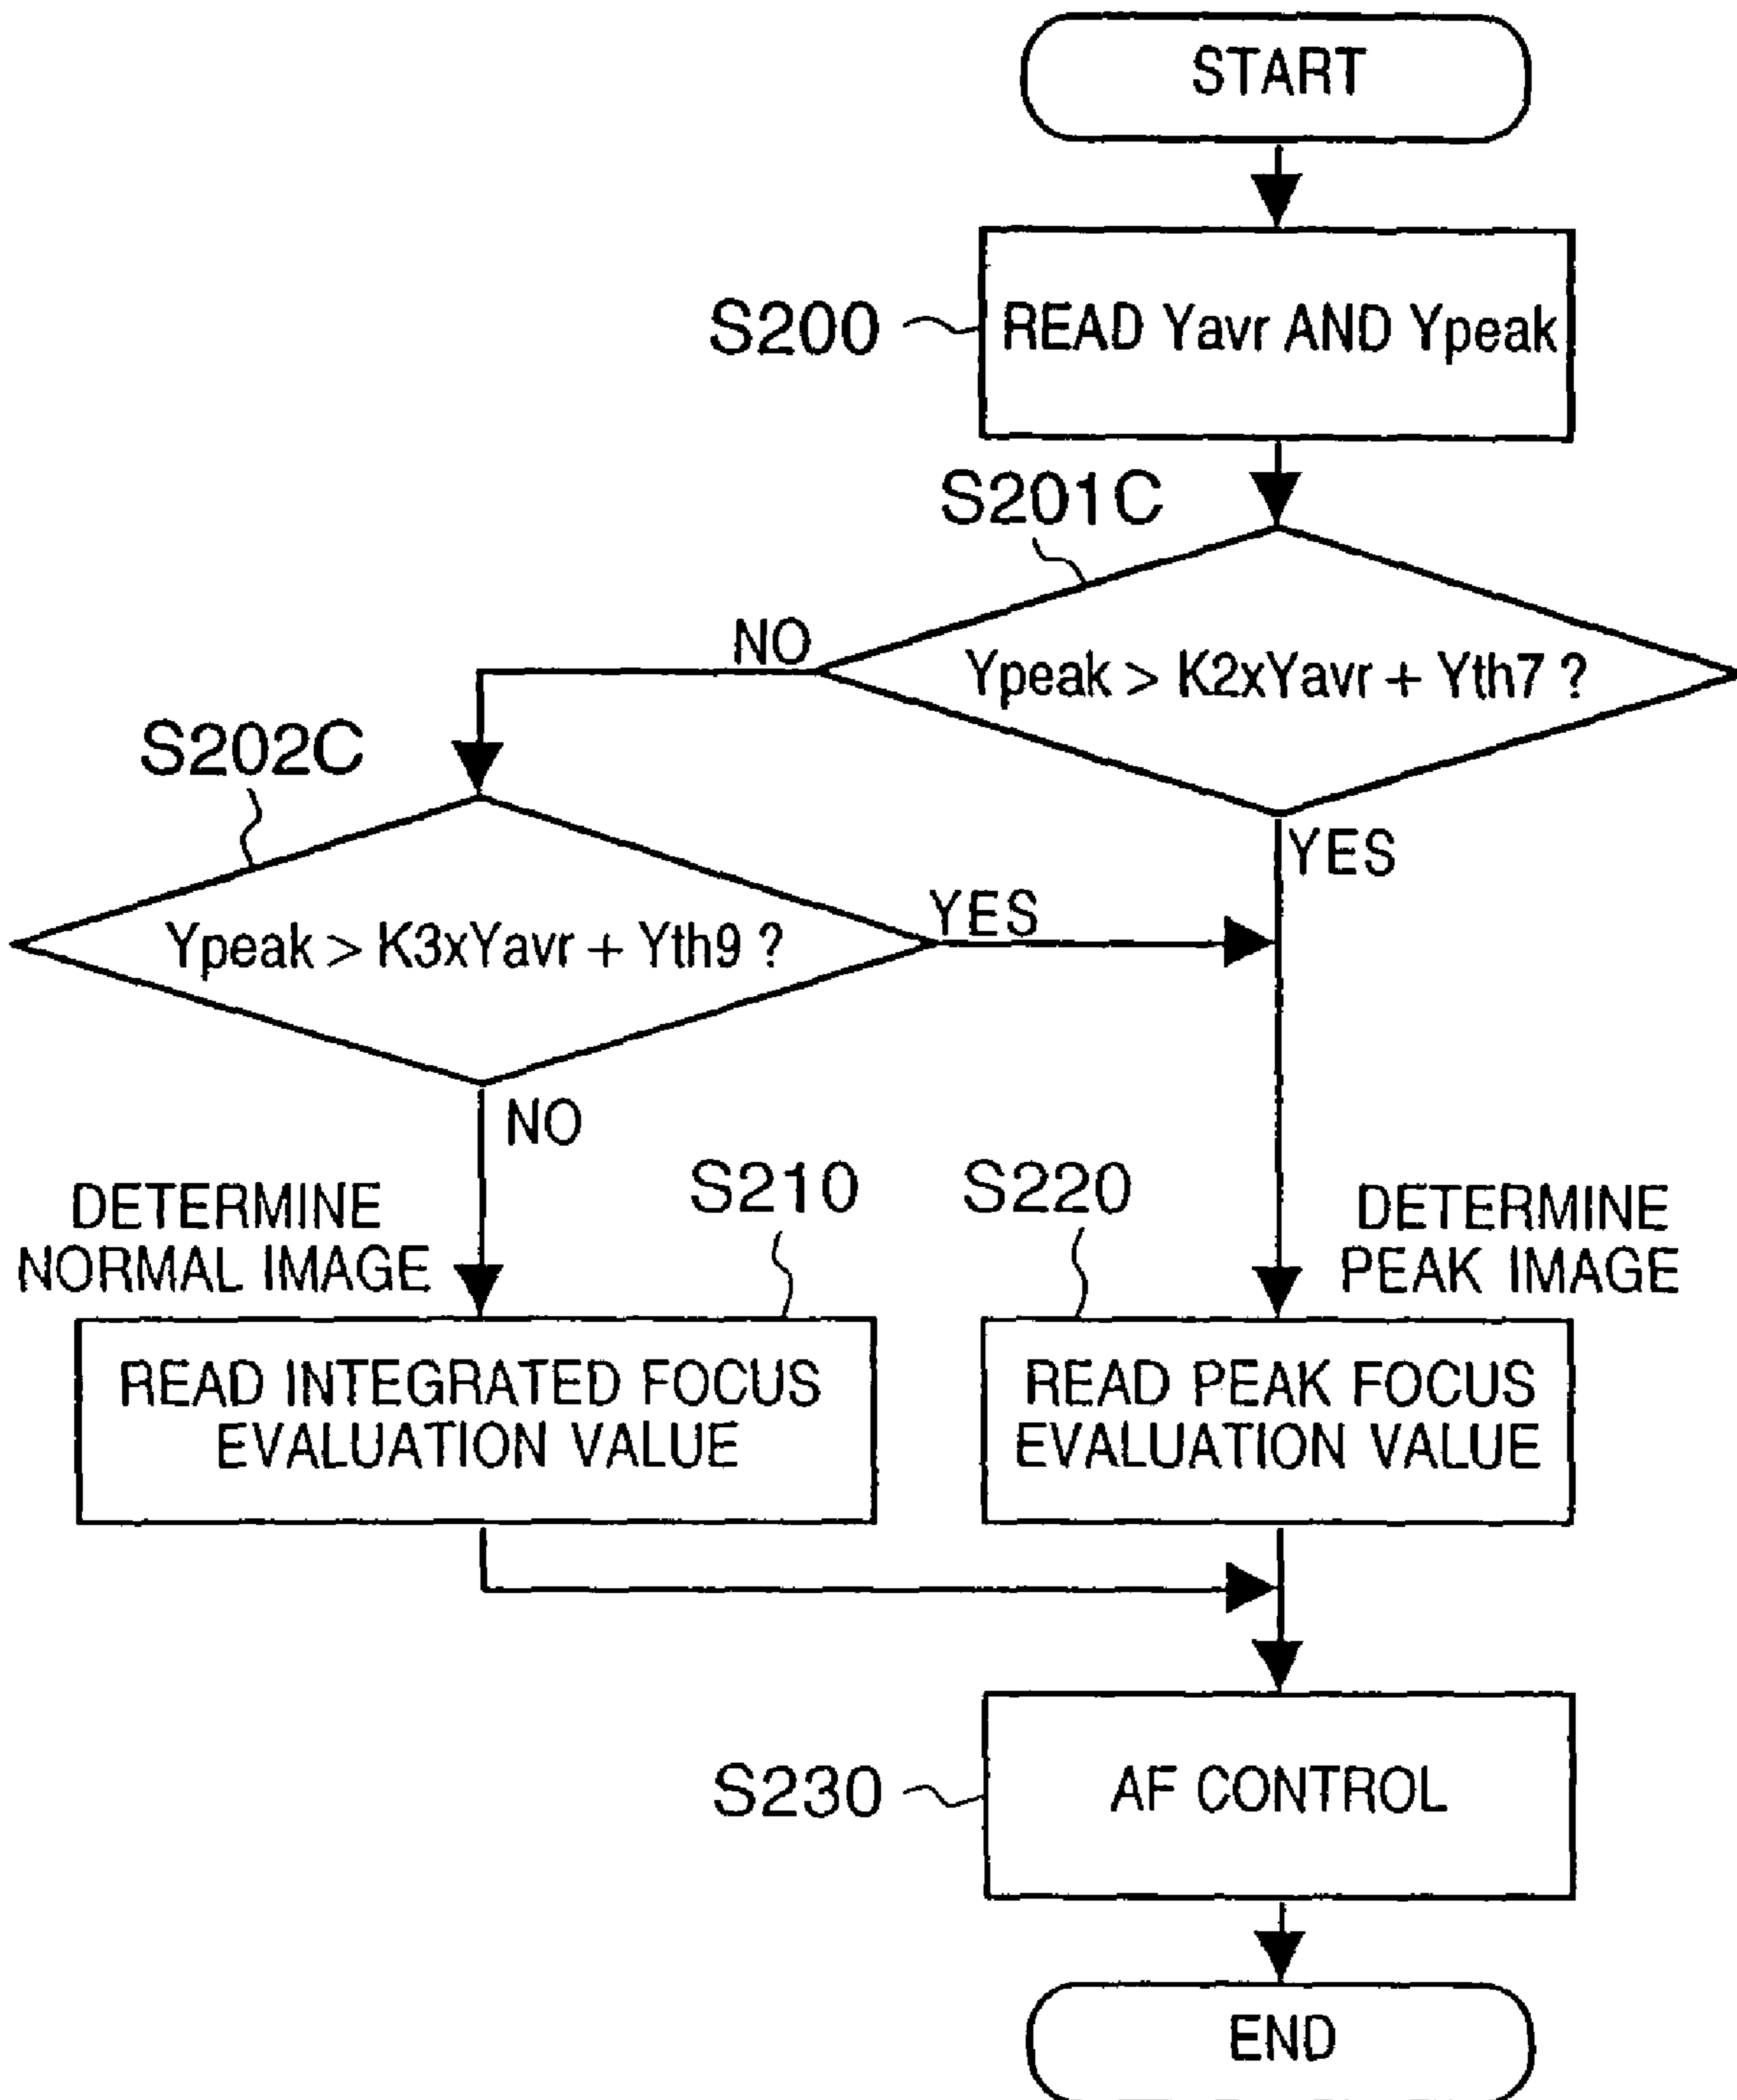 START
S200
READ Yavr AND Ypeak
S201C
NO
Ypeak > K2xYavr + Yth7 ?
S202C
YES
YES
Ypeak > K3xYavr + Yth9 ?
NO
DETERMINE
NORMAL IMAGE
S210
S220
DETERMINE
PEAK IMAGE
READ INTEGRATED FOCUS
EVALUATION VALUE
READ PEAK FOCUS
EVALUATION VALUE
S230
AF CONTROL
END